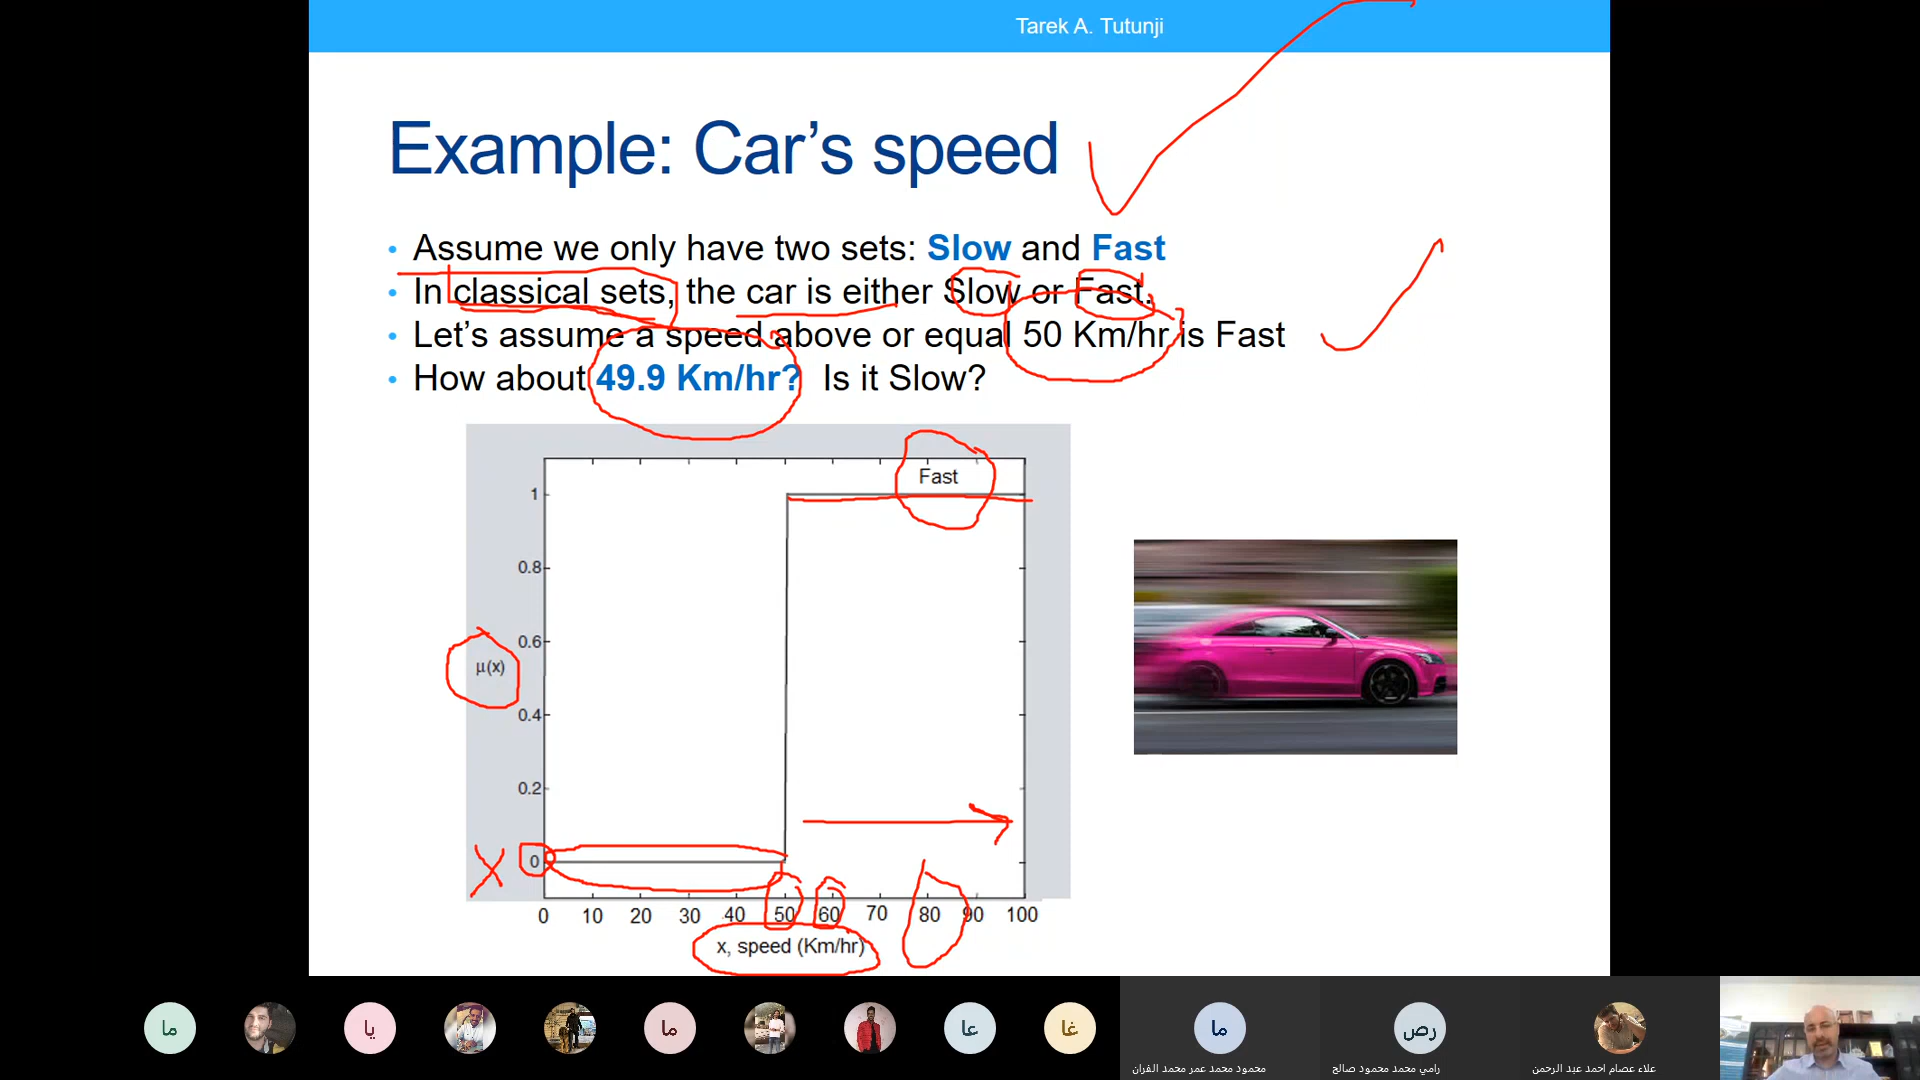 Tarek A. Tutunji
Example: Car’s speed
• Assume we only have two sets: Slow and Fast
• In classical sets, the car is either Slow or Fast.
• Let’s assume a speed above or equal 50 Km/hr is Fast
• How about 49.9 Km/hr? Is it Slow?
Fast
1
0.8
0.6
μ(x)
0.4
0.2
X
0
0 10 20 30 40 50 60 70 80 90 100
x, speed (Km/hr)
ما
يا
ما
عا
غا
ما
رص
محمود محمد عمر محمد القران
رامي محمد محمود صالح
علاء عصام احمد عبد الرحمن